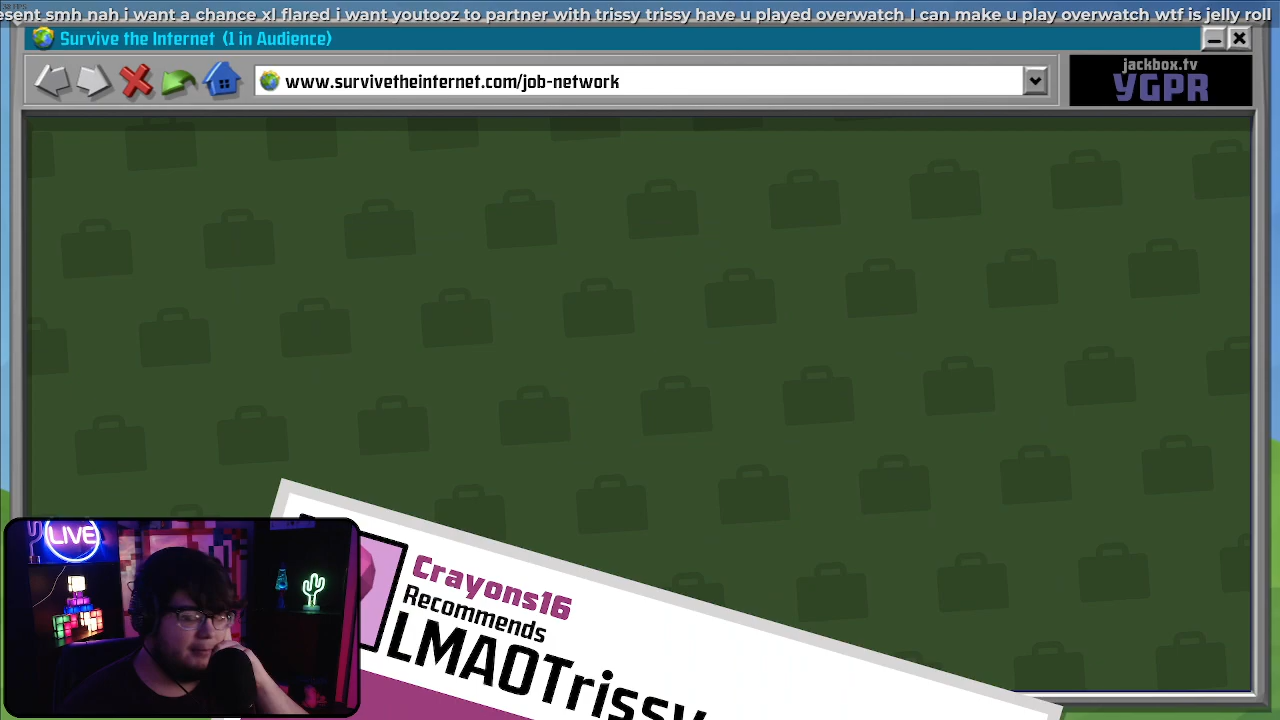 esent smh nah i want a chance xl flared i want youtooz to partner with trissy trissy have u played overwatch I can make u play overwatch wtf is jelly roll
Survive the Internet (1 in Audience)
www.survivetheinternet.com/job-network
jackbox.tv
YGPR
LIVE
Crayons16
Recommends
LMAOTrissy